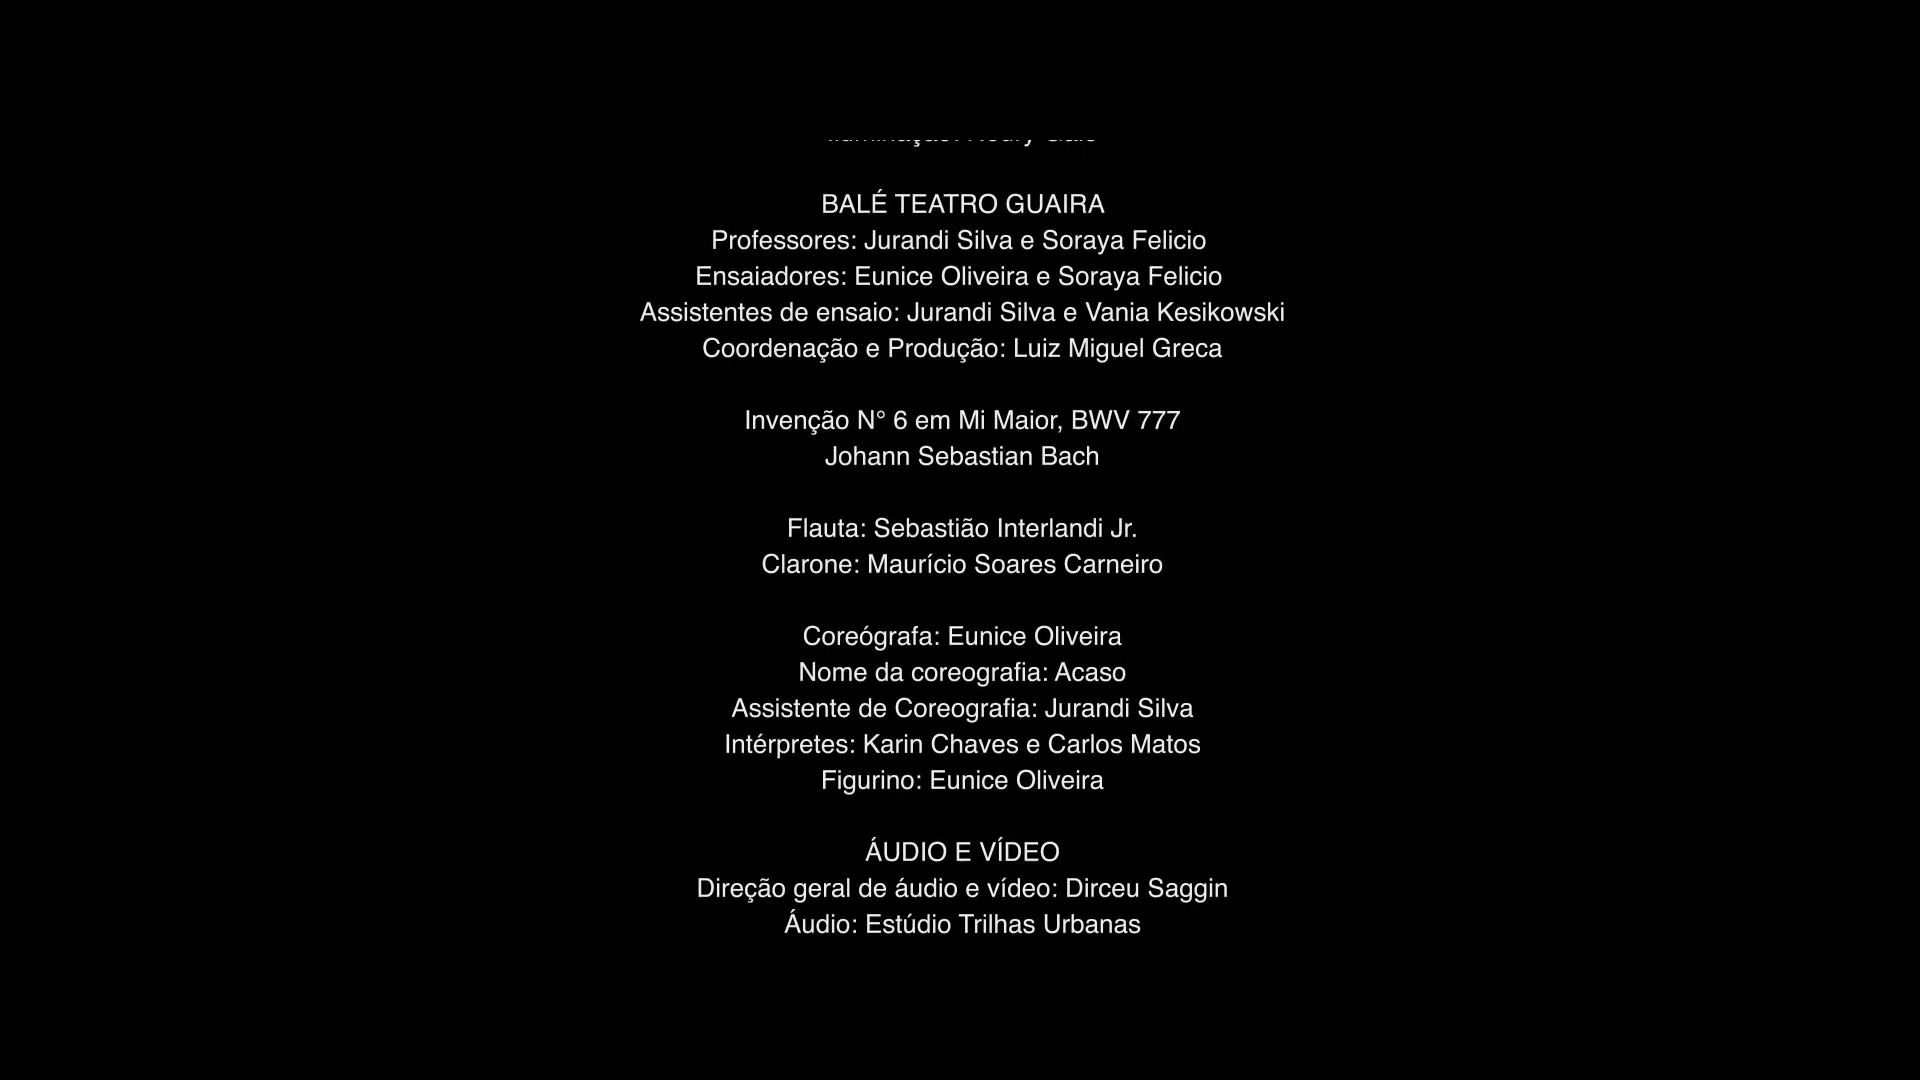 BALÉ TEATRO GUAIRA
Professores: Jurandi Silva e Soraya Felicio
Ensaiadores: Eunice Oliveira e Soraya Felicio
Assistentes de ensaio: Jurandi Silva e Vania Kesikowski
Coordenação e Produção: Luiz Miguel Greca
Invenção N° 6 em Mi Maior, BWV 777
Johann Sebastian Bach
Flauta: Sebastião Interlandi Jr.
Clarone: Maurício Soares Carneiro
Coreógrafa: Eunice Oliveira
Nome da coreografia: Acaso
Assistente de Coreografia: Jurandi Silva
Intérpretes: Karin Chaves e Carlos Matos
Figurino: Eunice Oliveira
ÁUDIO E VÍDEO
Direção geral de áudio e vídeo: Dirceu Saggin
Áudio: Estúdio Trilhas Urbanas